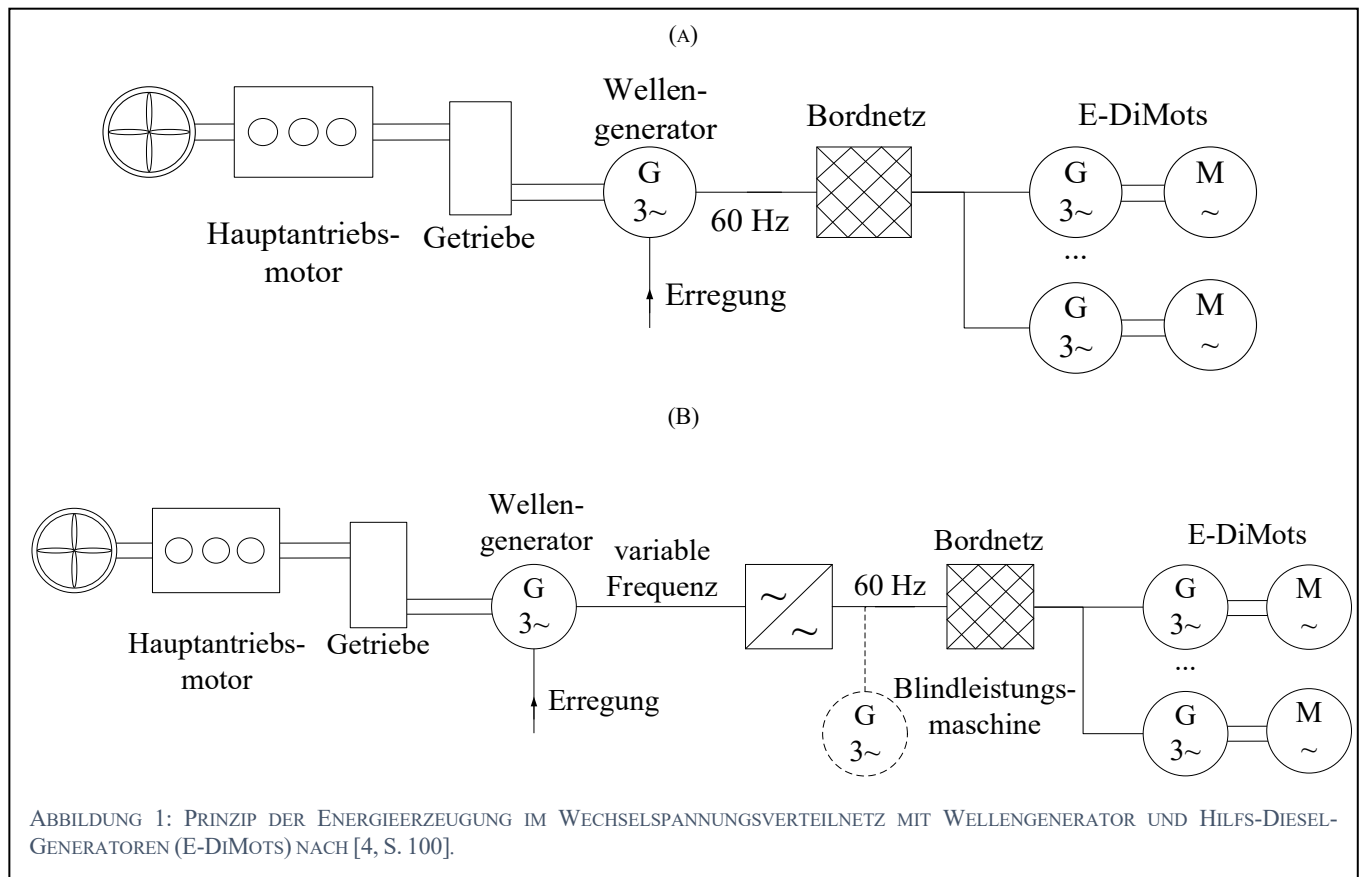 (A)
Wellen-
generator
Bordnetz
E-DiMots
G
3~
60 Hz
G
3~
M
~
Hauptantriebs-
motor
Getriebe
Erregung
...
G
3~
M
~
(B)
Wellen-
generator
variable
Frequenz
60 Hz
Bordnetz
E-DiMots
G
3~
~
~
G
3~
M
~
Hauptantriebs-
motor
Getriebe
Erregung
G
3~
Blindleistungs-
maschine
...
G
3~
M
~
ABBILDUNG 1: PRINZIP DER ENERGIEERZEUGUNG IM WECHSELSPANNUNGSVERTEILNETZ MIT WELLENGENERATOR UND HILFS-DIESEL-
GENERATOREN (E-DIMOTS) NACH [4, S. 100].